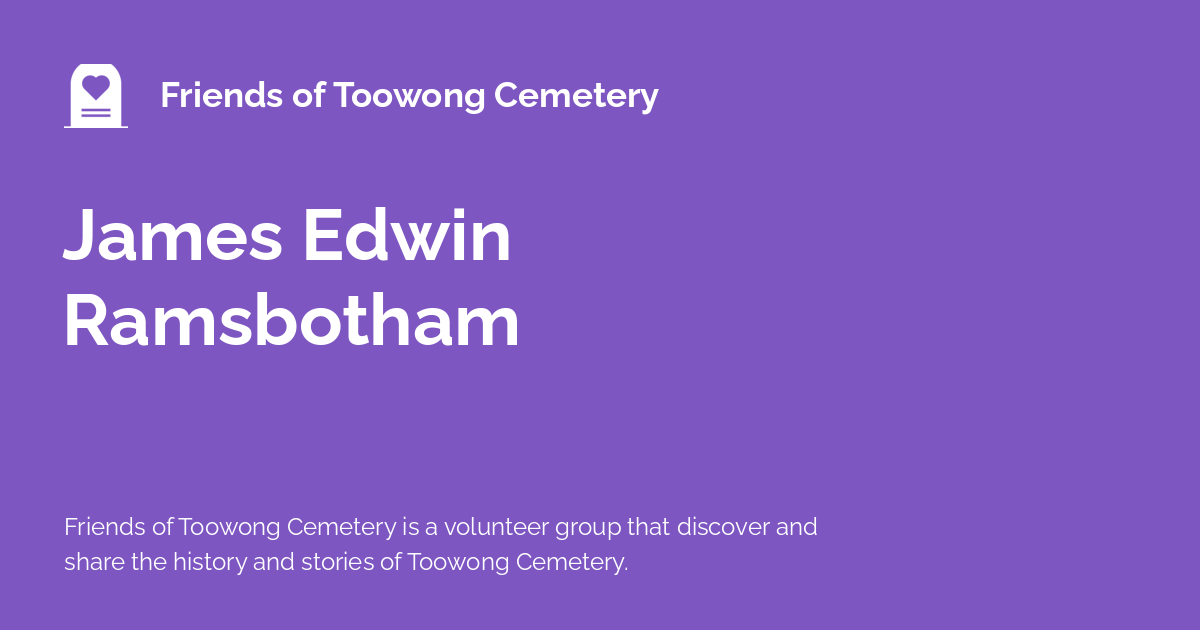 Friends of Toowong Cemetery
James Edwin
Ramsbotham
Friends of Toowong Cemetery is a volunteer group that discover and
share the history and stories of Toowong Cemetery.